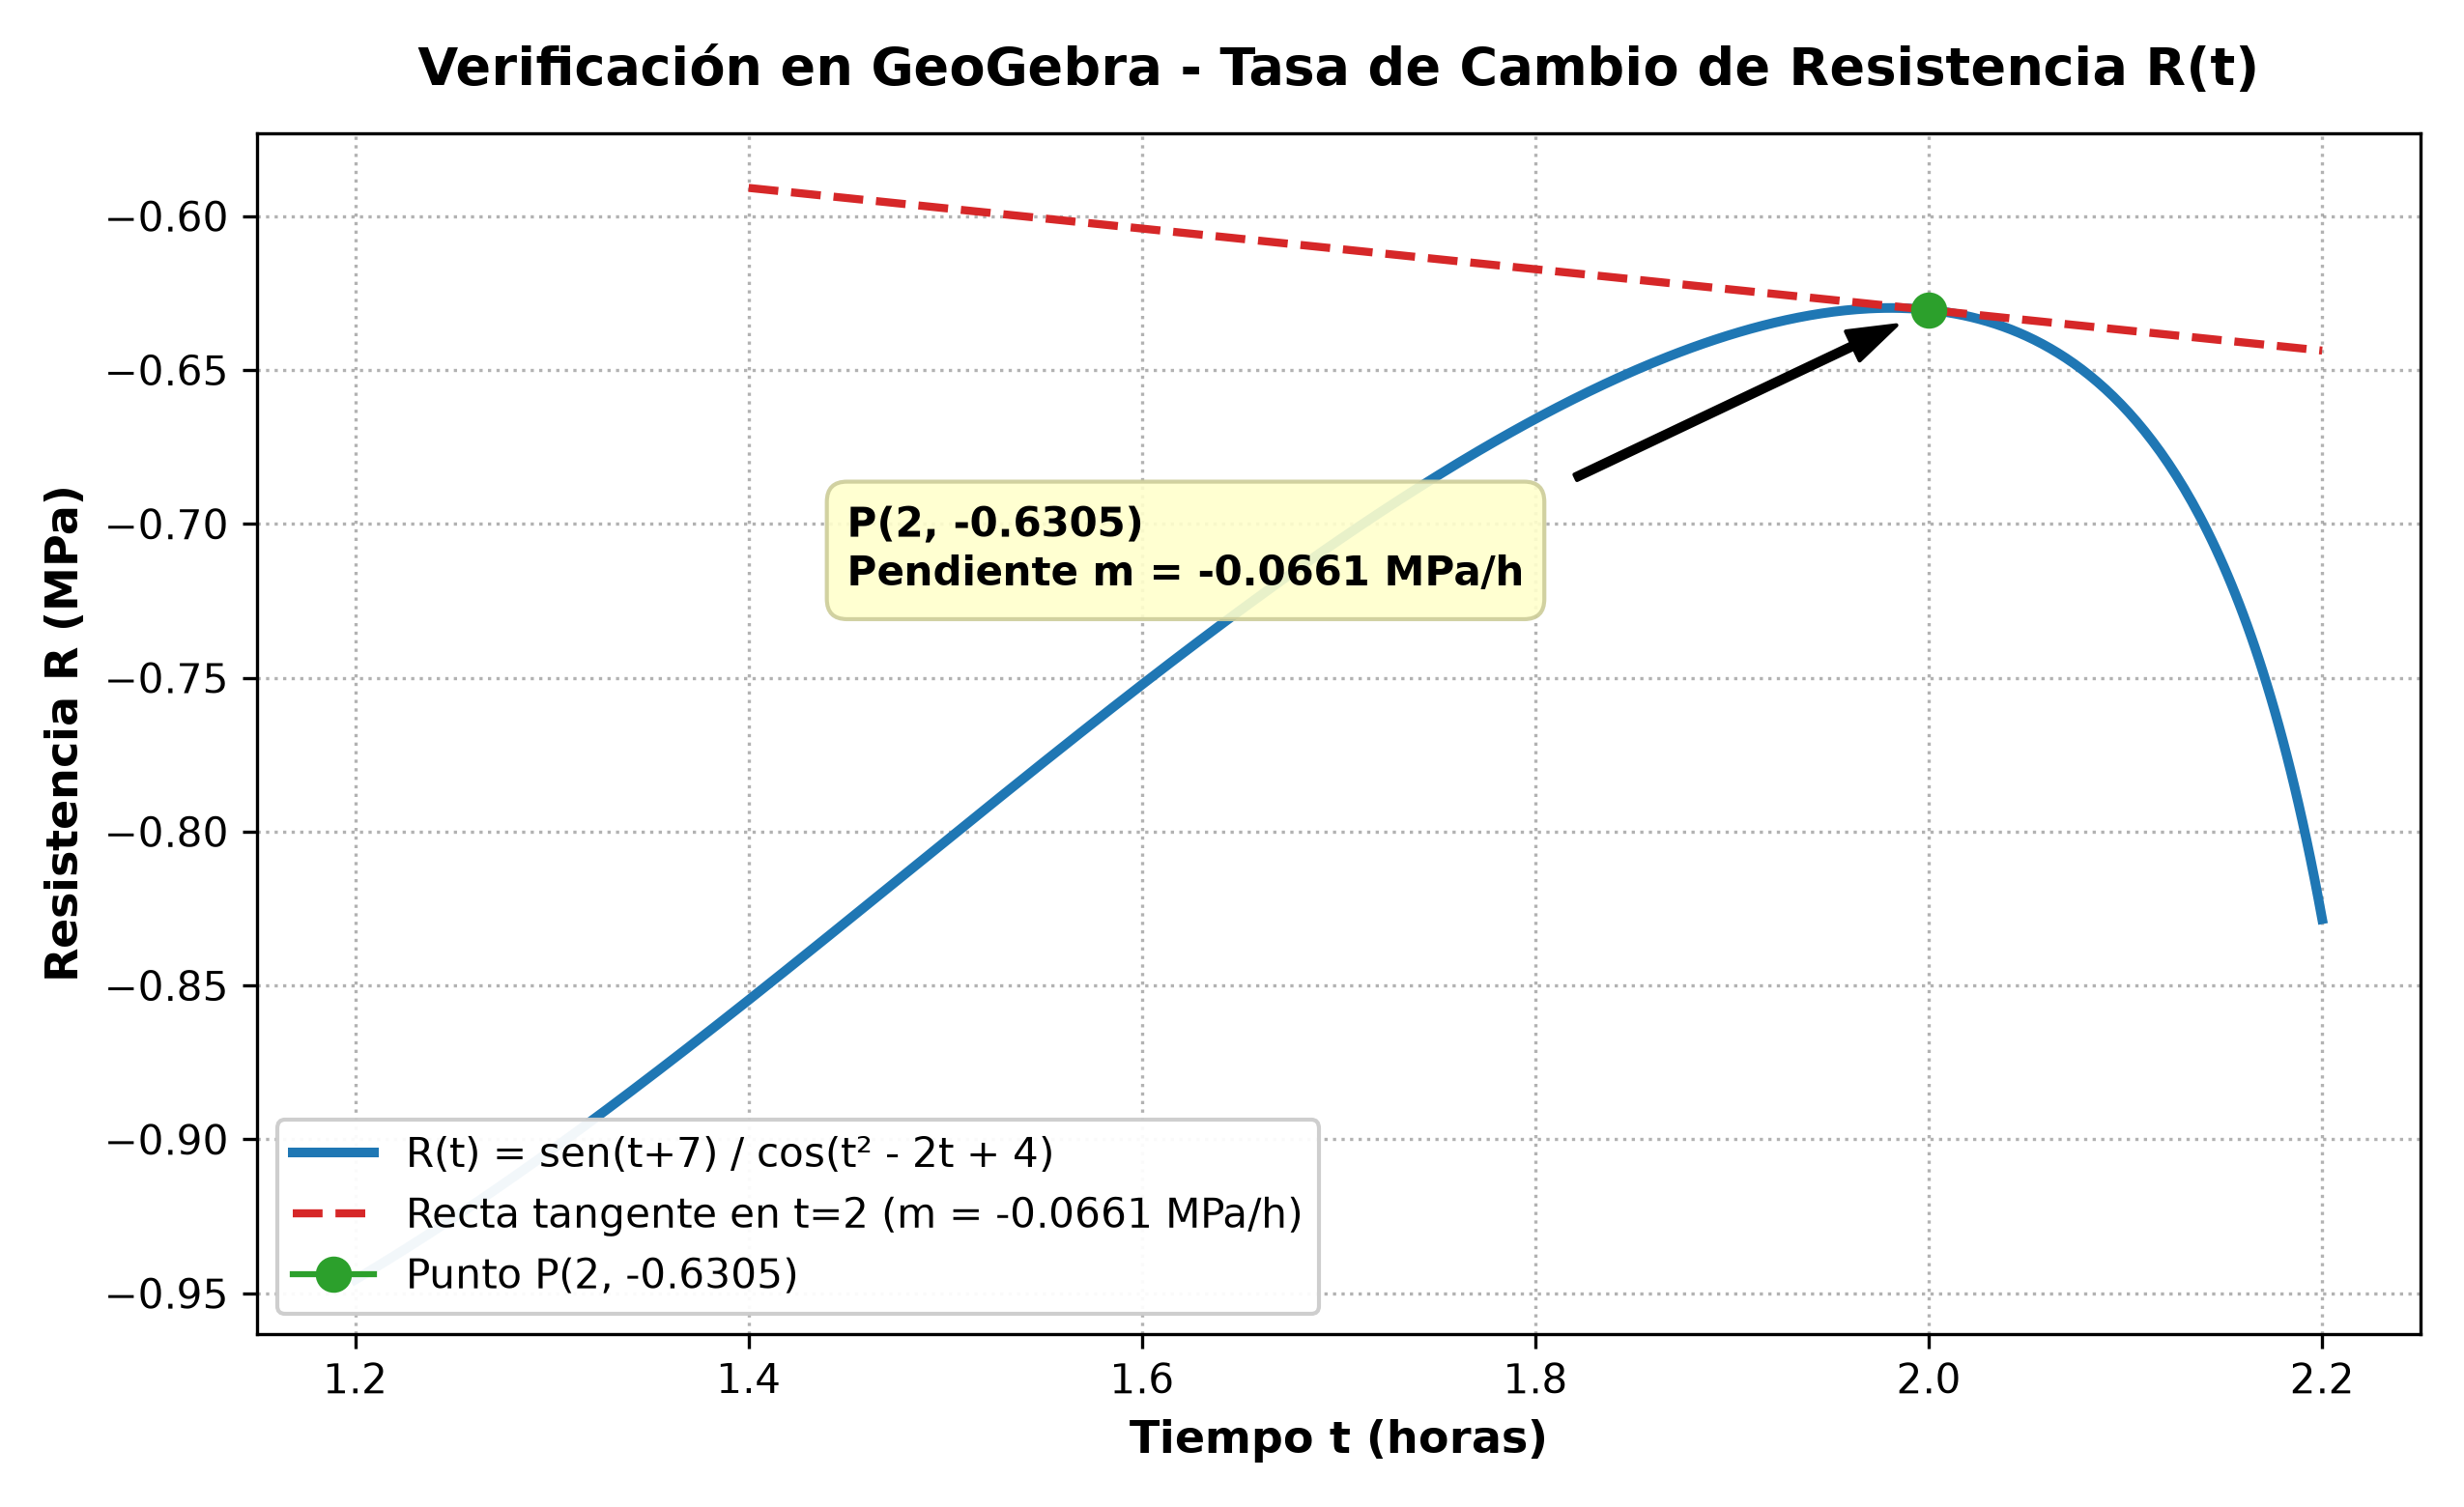 Verificación en GeoGebra - Tasa de Cambio de Resistencia R(t)
Resistencia R (MPa)
−0.60
−0.65
−0.70
−0.75
−0.80
−0.85
−0.90
−0.95
P(2, -0.6305)
Pendiente m = -0.0661 MPa/h
R(t) = sen(t+7) / cos(t² - 2t + 4)
Recta tangente en t=2 (m = -0.0661 MPa/h)
Punto P(2, -0.6305)
1.2
1.4
1.6
1.8
2.0
2.2
Tiempo t (horas)